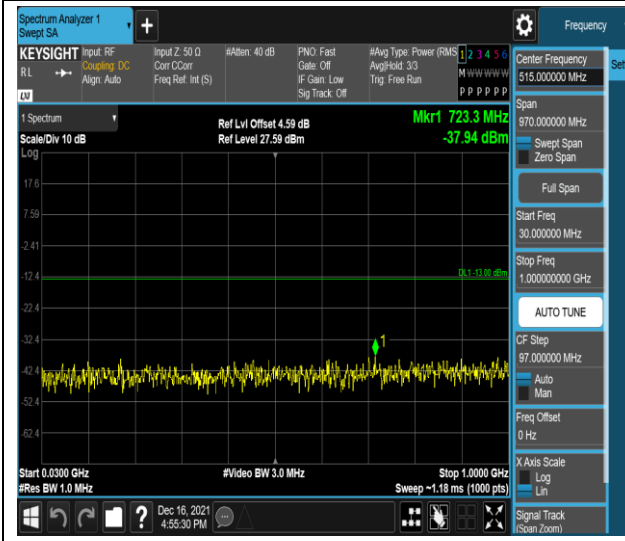 Spectrum Analyzer 1
Swept SA
+
Frequency
KEYSIGHT
RL
Input: RF
Coupling: DC
Align: Auto
Input Z: 50 Ω
Corr CCorr
Freq Ref: Int (S)
#Atten: 40 dB
PNO: Fast
Gate: Off
IF Gain: Low
Sig Track: Off
#Avg Type: Power (RMS
Avg|Hold: 3/3
Trig: Free Run
1 2 3 4 5 6
M W W W W W
P P P P P P
LXI
1 Spectrum
Scale/Div 10 dB
Ref Lvl Offset 4.59 dB
Ref Level 27.59 dBm
Mkr1 723.3 MHz
-37.94 dBm
Log
17.6
7.59
-2.41
-12.4
-22.4
-32.4
-42.4
-52.4
-62.4
DL1 -13.00 dBm
1
Start 0.0300 GHz
#Res BW 1.0 MHz
#Video BW 3.0 MHz
Stop 1.0000 GHz
Sweep ~1.18 ms (1000 pts)
?
Dec 16, 2021
4:55:30 PM
Center Frequency
515.000000 MHz
Set
Span
970.000000 MHz
Swept Span
Zero Span
Full Span
Start Freq
30.000000 MHz
Stop Freq
1.000000000 GHz
AUTO TUNE
CF Step
97.000000 MHz
Auto
Man
Freq Offset
0 Hz
X Axis Scale
Log
Lin
Signal Track
(Span Zoom)